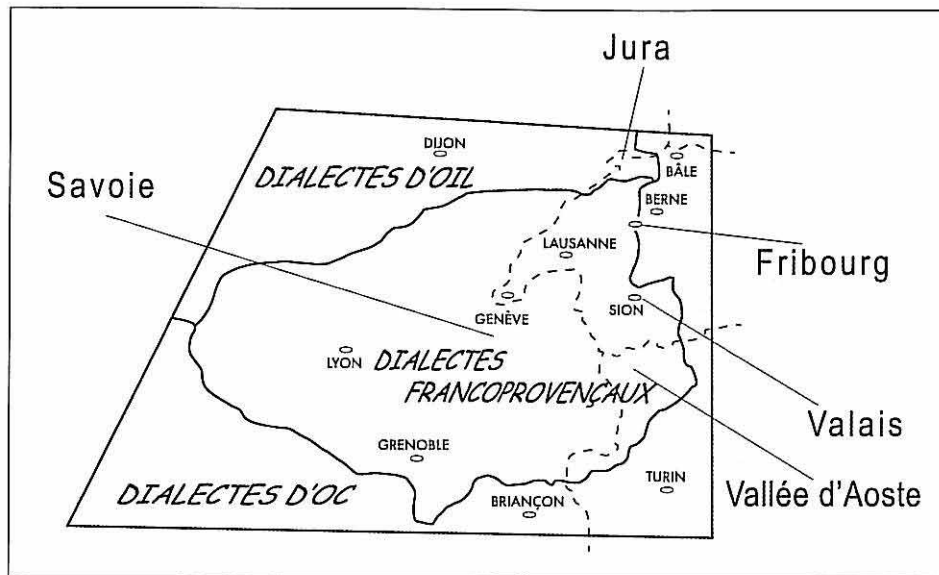 Jura
DIJON
DIALECTES D'OIL
BÂLE
Savoie
BERNE
LAUSANNE
Fribourg
GENÈVE
SION
LYON
DIALECTES
FRANCOPROVENÇAUX
Valais
GRENOBLE
DIALECTES D'OC
BRIANÇON
TURIN
Vallée d'Aoste